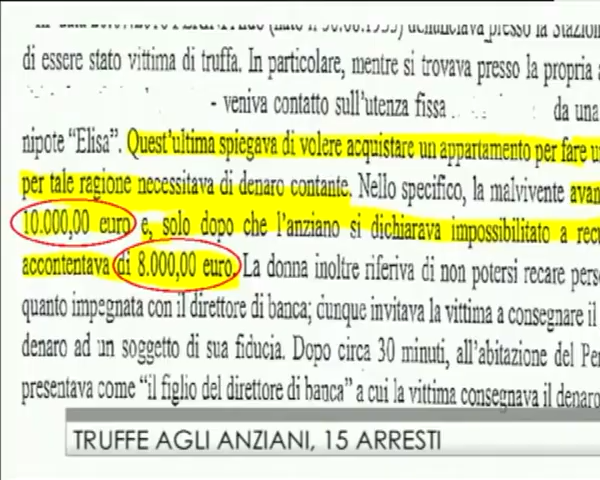 di essere stato vittima di truffa. In particolare, mentre si trovava presso la propria a
- veniva contatto sull'utenza fissa da una
nipote "Elisa". Quest'ultima spiegava di volere acquistare un appartamento per fare u
per tale ragione necessitava di denaro contante. Nello specifico, la malvivente avan
10.000,00 euro e, solo dopo che l'anziano si dichiarava impossibilitato a recu
accontentava di 8.000,00 euro. La donna inoltre riferiva di non potersi recare pers
quanto impegnata con il direttore di banca; cunque invitava la vittima a consegnare il
denaro ad un soggetto di sua fiducia. Dopo circa 30 minuti, all'abitazione del Pe
presentava come "il figlio del direttore di banca" a cui la vittima consegnava il denaro
TRUFFE AGLI ANZIANI, 15 ARRESTI